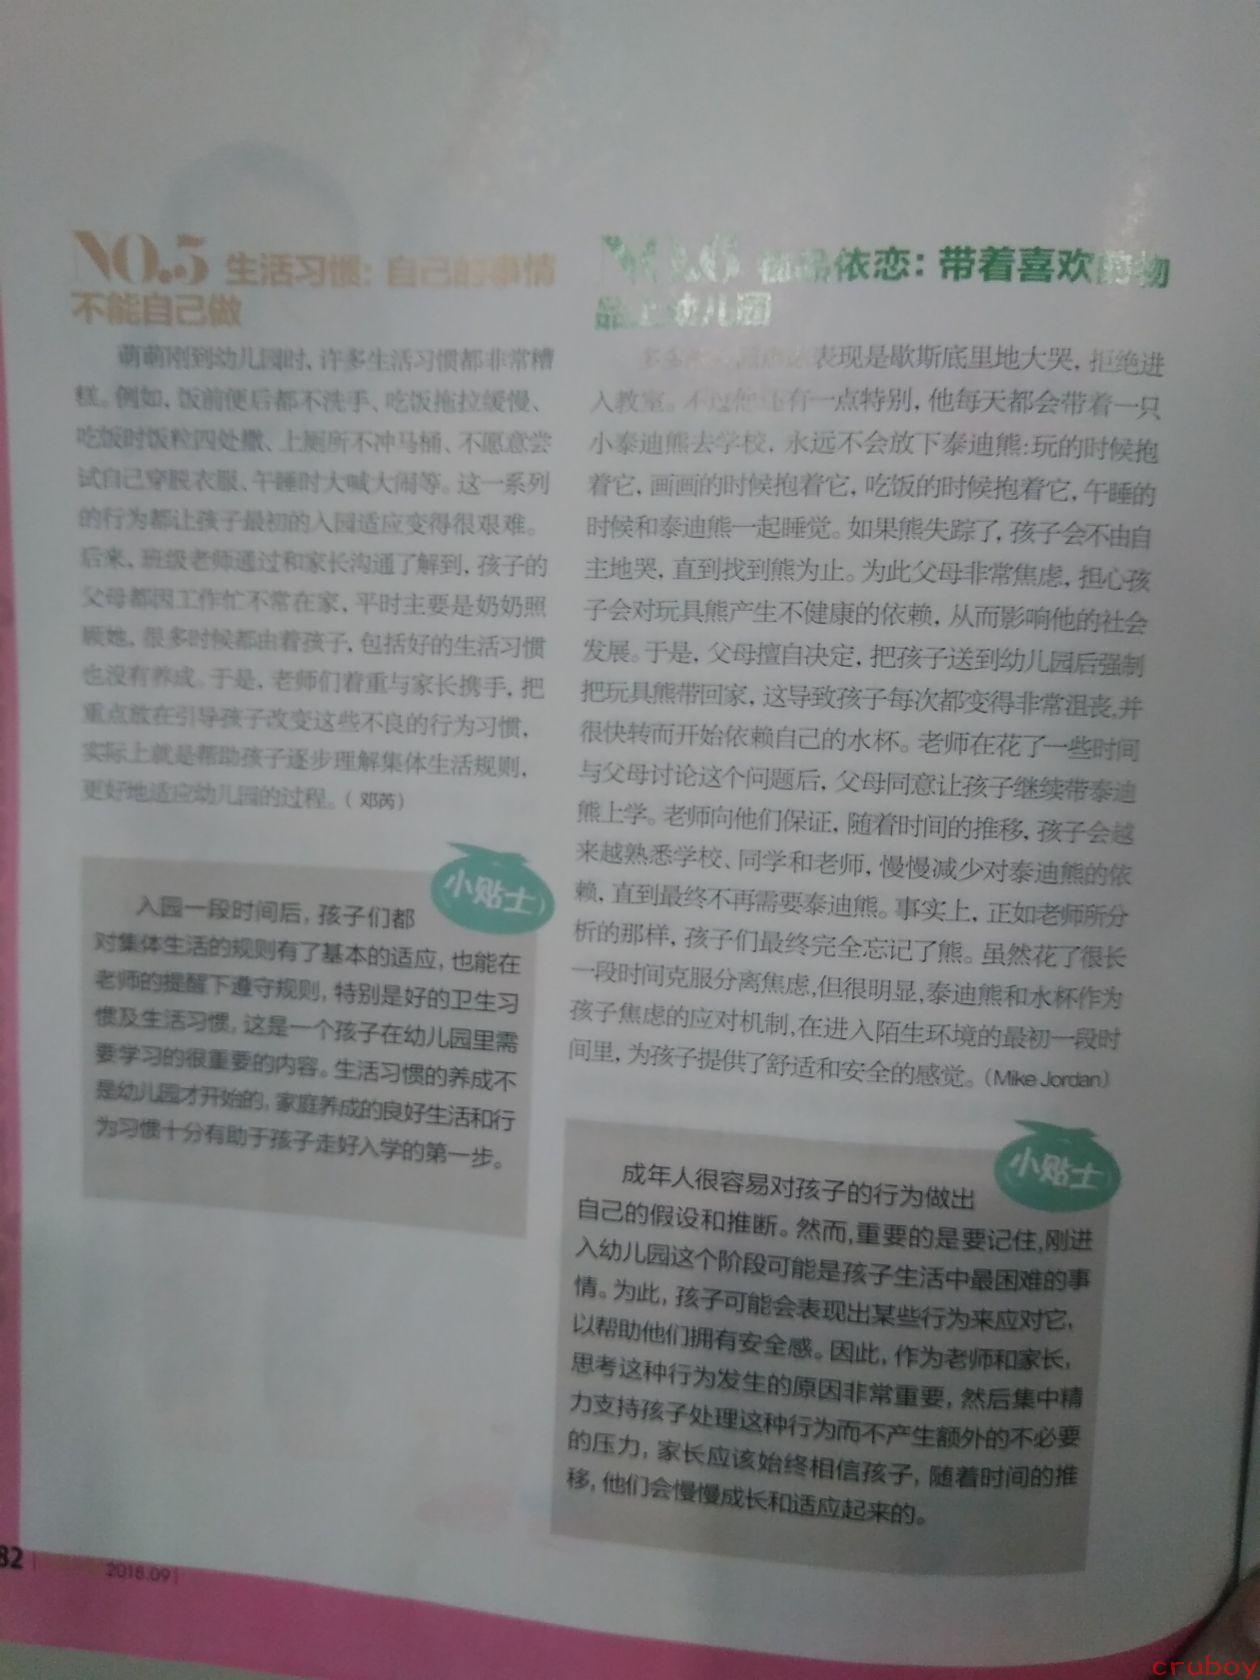 NO.5 生活习惯：自己的事情
不能自己做
萌萌刚到幼儿园时，许多生活习惯都非常糟
糕。例如，饭前便后都不洗手、吃饭拖拉缓慢、
吃饭时饭粒四处撒、上厕所不冲马桶、不愿意尝
试自己穿脱衣服、午睡时大喊大闹等。这一系列
的行为都让孩子最初的入园适应变得很艰难。
后来，班级老师通过和家长沟通了解到，孩子的
父母都因工作忙不常在家，平时主要是奶奶照
顾她，很多时候都由着孩子，包括好的生活习惯
也没有养成。于是，老师们着重与家长携手，把
重点放在引导孩子改变这些不良的行为习惯，
实际上就是帮助孩子逐步理解集体生活规则，
更好地适应幼儿园的过程。（邓芮）
小贴士
入园一段时间后，孩子们都
对集体生活的规则有了基本的适应，也能在
老师的提醒下遵守规则，特别是好的卫生习
惯及生活习惯，这是一个孩子在幼儿园里需
要学习的很重要的内容。生活习惯的养成不
是幼儿园才开始的，家庭养成的良好生活和行
为习惯十分有助于孩子走好入学的第一步。
NO.6 物品依恋：带着喜欢的物
品上幼儿园
表现是歇斯底里地大哭，拒绝进
入教室。不过他还有一点特别，他每天都会带着一只
小泰迪熊去学校，永远不会放下泰迪熊：玩的时候抱
着它，画画的时候抱着它，吃饭的时候抱着它，午睡的
时候和泰迪熊一起睡觉。如果熊失踪了，孩子会不由自
主地哭，直到找到熊为止。为此父母非常焦虑，担心孩
子会对玩具熊产生不健康的依赖，从而影响他的社会
发展。于是，父母擅自决定，把孩子送到幼儿园后强制
把玩具熊带回家，这导致孩子每次都变得非常沮丧，并
很快转而开始依赖自己的水杯。老师在花了一些时间
与父母讨论这个问题后，父母同意让孩子继续带泰迪
熊上学。老师向他们保证，随着时间的推移，孩子会越
来越熟悉学校、同学和老师，慢慢减少对泰迪熊的依
赖，直到最终不再需要泰迪熊。事实上，正如老师所分
析的那样，孩子们最终完全忘记了熊。虽然花了很长
一段时间克服分离焦虑，但很明显，泰迪熊和水杯作为
孩子焦虑的应对机制，在进入陌生环境的最初一段时
间里，为孩子提供了舒适和安全的感觉。（Mike Jordan）
小贴士
成年人很容易对孩子的行为做出
自己的假设和推断。然而，重要的是要记住，刚进
入幼儿园这个阶段可能是孩子生活中最困难的事
情。为此，孩子可能会表现出某些行为来应对它，
以帮助他们拥有安全感。因此，作为老师和家长，
思考这种行为发生的原因非常重要，然后集中精
力支持孩子处理这种行为而不产生额外的不必要
的压力，家长应该始终相信孩子，随着时间的推
移，他们会慢慢成长和适应起来的。
82
2018.09
cruboy